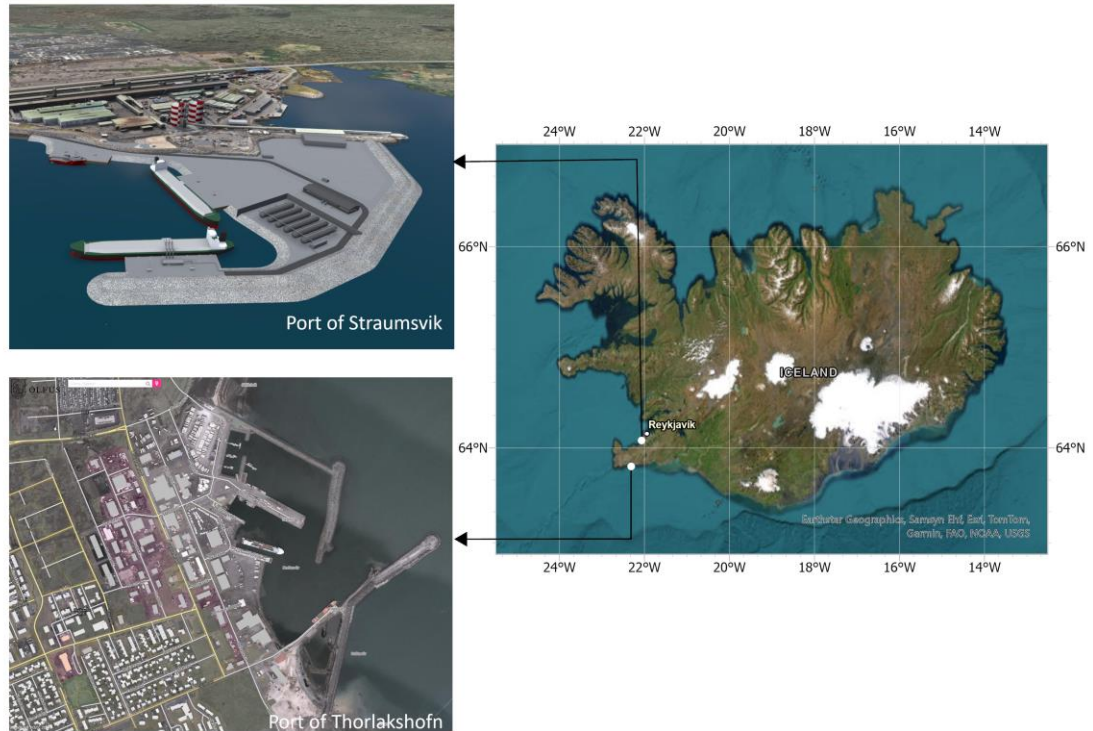 Port of Straumsvik
OLFUS
Port of Thorlakshofn
24°W 22°W 20°W 18°W 16°W 14°W
66°N 66°N
ICELAND
Reykjavik
64°N 64°N
Earthstar Geographics, Samsyn Ehf, Esri, TomTom,
Garmin, FAO, NOAA, USGS
24°W 22°W 20°W 18°W 16°W 14°W